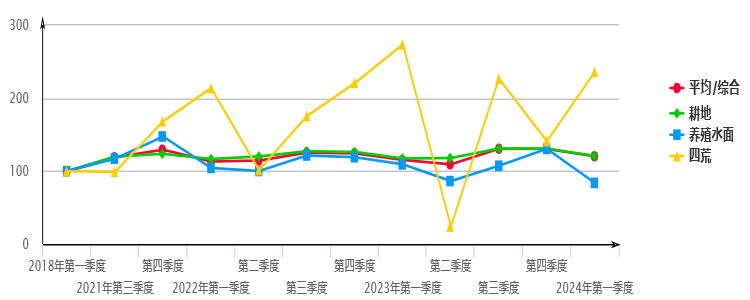 300
200
100
0
2018年第一季度
2021年第三季度
第四季度
2022年第一季度
第二季度
第三季度
第四季度
2023年第一季度
第二季度
第三季度
第四季度
2024年第一季度
平均/综合
耕地
养殖水面
四荒